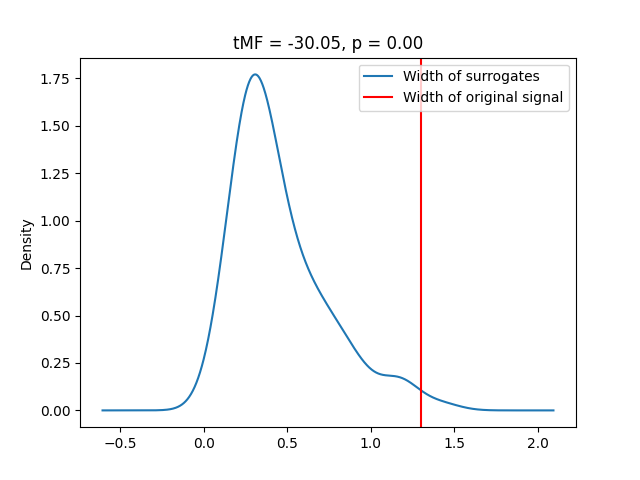 tMF = -30.05, p = 0.00
Width of surrogates
Width of original signal
Density
1.75
1.50
1.25
1.00
0.75
0.50
0.25
0.00
−0.5 0.0 0.5 1.0 1.5 2.0